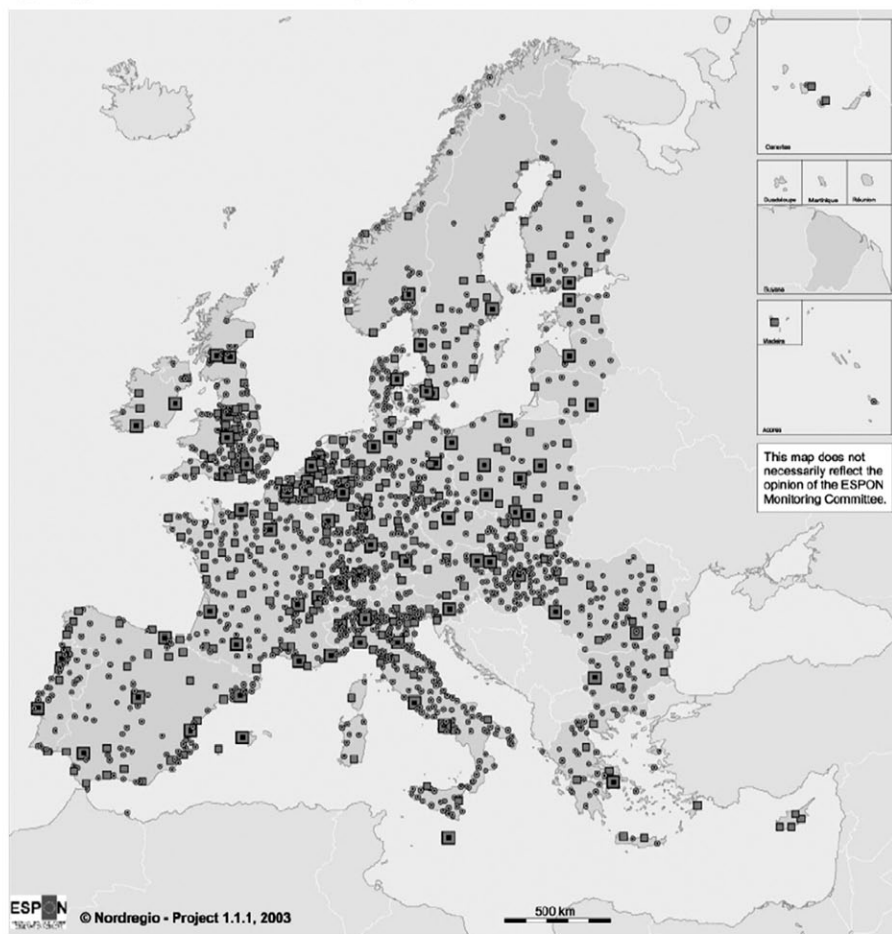 Canarias
Guadeloupe
Martinique
Réunion
Guyane
Madeira
Acores
This map does not
necessarily reflect the
opinion of the ESPON
Monitoring Committee.
ESPON
© Nordregio - Project 1.1.1, 2003
500 km